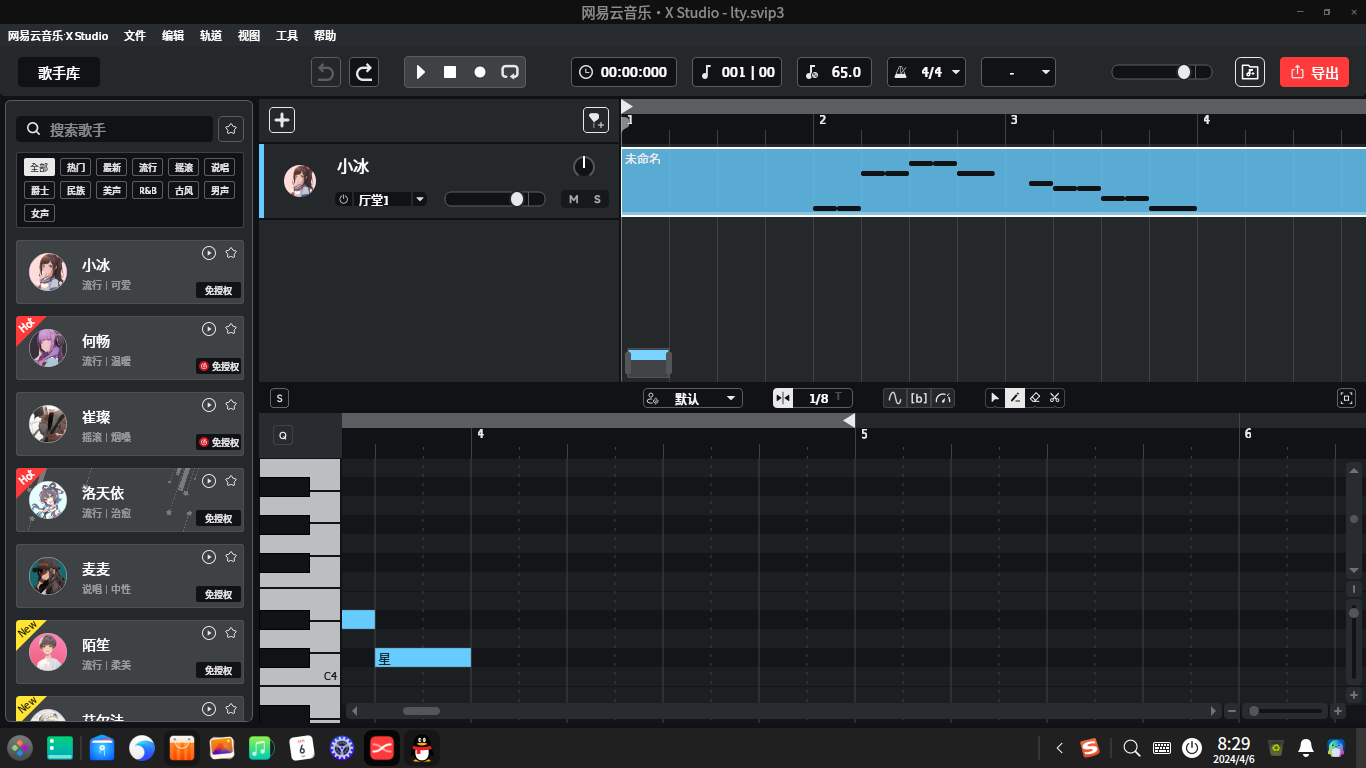 网易云音乐·X Studio - lty.svip3
网易云音乐·X Studio 文件 编辑 轨道 视图 工具 帮助
歌手库
00:00:000
001 | 00
65.0
4/4
-
导出
搜索歌手
全部 热门 最新 流行 摇滚 说唱
爵士 民族 美声 R&B 古风 男声
女声
小冰
流行 | 可爱
免授权
Hot
何畅
流行 | 温暖
免授权
崔璨
摇滚 | 烟嗓
免授权
Hot
洛天依
流行 | 治愈
免授权
麦麦
说唱 | 中性
免授权
New
陌笙
流行 | 柔美
免授权
New
艾尔法
小冰
厅堂1
M S
1 2 3 4
未命名
S
默认
1/8 T
[b]
Q
4 5 6
星
C4
APR
6
8:29
2024/4/6